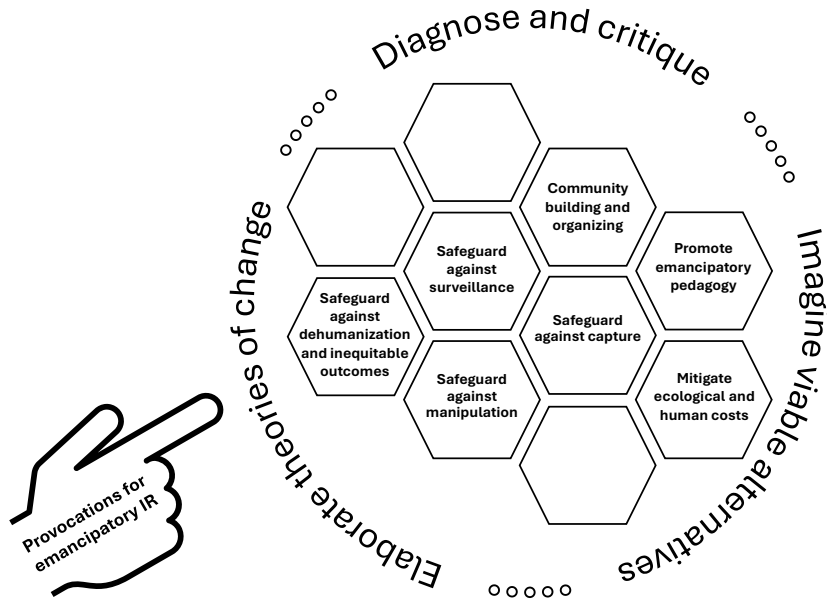 Diagnose and critique
Community
building and
organizing
Promote
emancipatory
pedagogy
Safeguard
against
surveillance
Safeguard
against
dehumanization
and inequitable
outcomes
Safeguard
against capture
Safeguard
against
manipulation
Mitigate
ecological and
human costs
Imagine viable alternatives
Elaborate theories of change
Provocations for
emancipatory IR